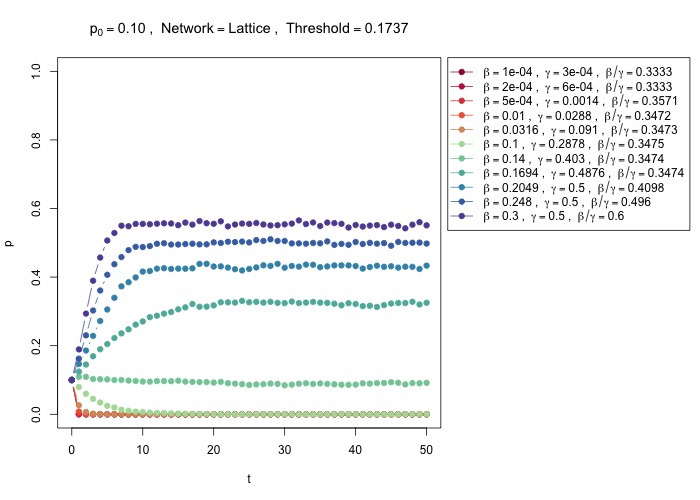 p₀ = 0.10 , Network = Lattice , Threshold = 0.1737
1.0
0.8
0.6
0.4
0.2
0.0
p
0 10 20 30 40 50
t
β = 1e-04 , γ = 3e-04 , β/γ = 0.3333
β = 2e-04 , γ = 6e-04 , β/γ = 0.3333
β = 5e-04 , γ = 0.0014 , β/γ = 0.3571
β = 0.01 , γ = 0.0288 , β/γ = 0.3472
β = 0.0316 , γ = 0.091 , β/γ = 0.3473
β = 0.1 , γ = 0.2878 , β/γ = 0.3475
β = 0.14 , γ = 0.403 , β/γ = 0.3474
β = 0.1694 , γ = 0.4876 , β/γ = 0.3474
β = 0.2049 , γ = 0.5 , β/γ = 0.4098
β = 0.248 , γ = 0.5 , β/γ = 0.496
β = 0.3 , γ = 0.5 , β/γ = 0.6